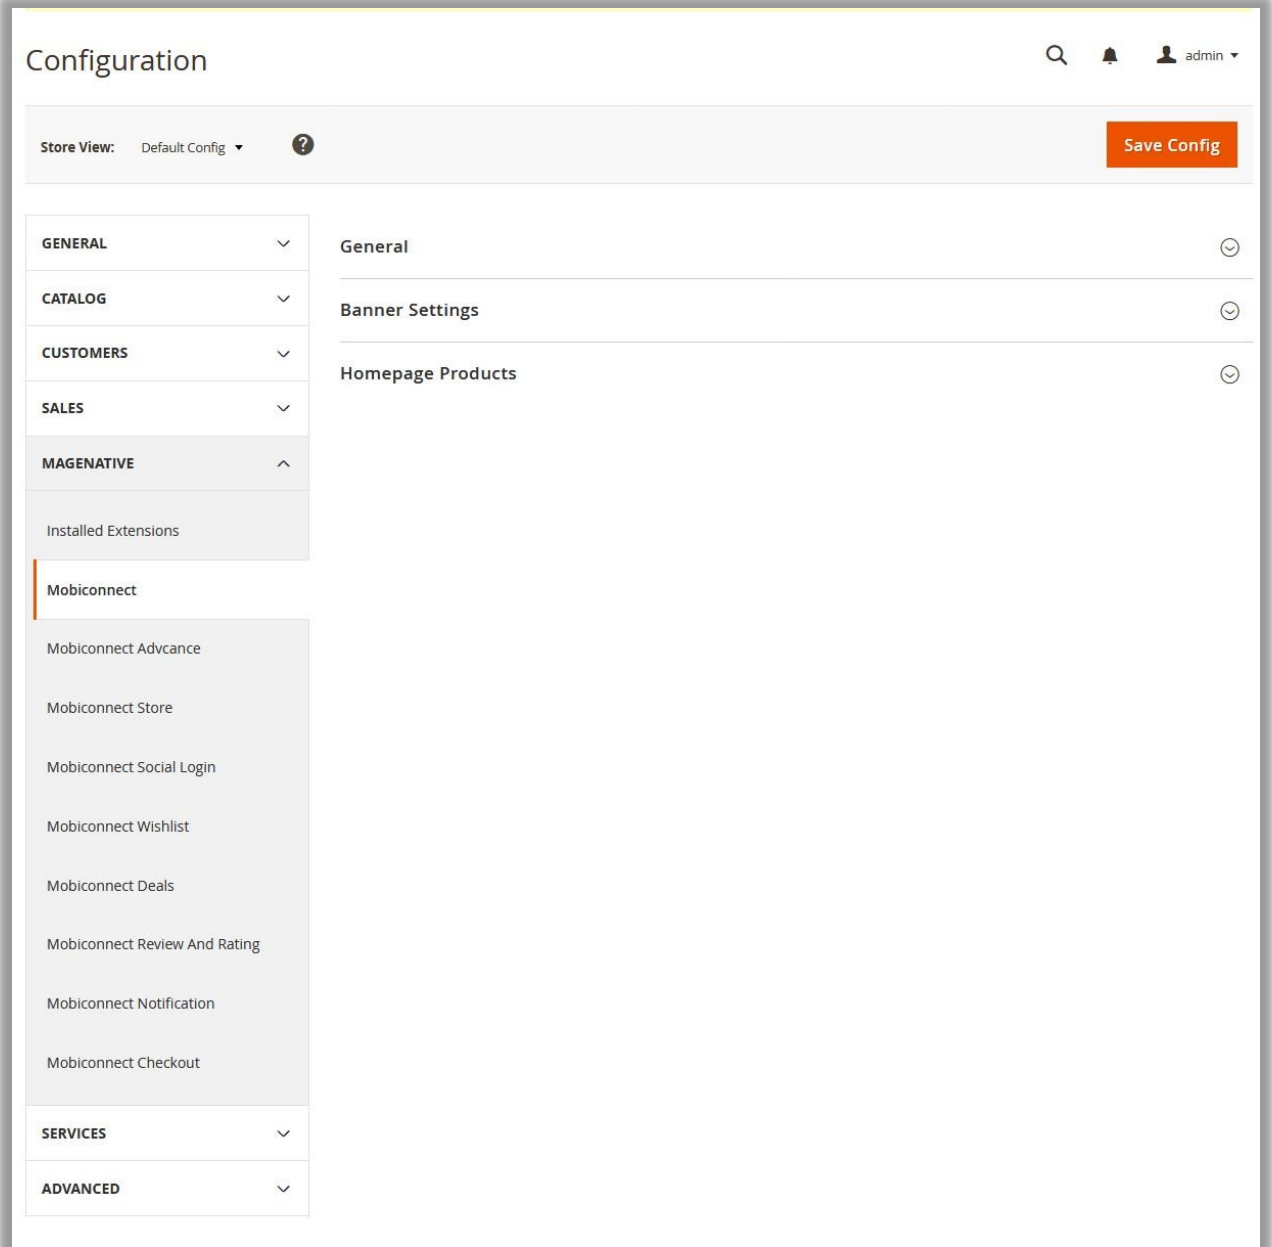 Configuration
admin
Store View: Default Config ?
Save Config
GENERAL
CATALOG
CUSTOMERS
SALES
MAGENATIVE
Installed Extensions
Mobiconnect
Mobiconnect Advcance
Mobiconnect Store
Mobiconnect Social Login
Mobiconnect Wishlist
Mobiconnect Deals
Mobiconnect Review And Rating
Mobiconnect Notification
Mobiconnect Checkout
SERVICES
ADVANCED
General
Banner Settings
Homepage Products